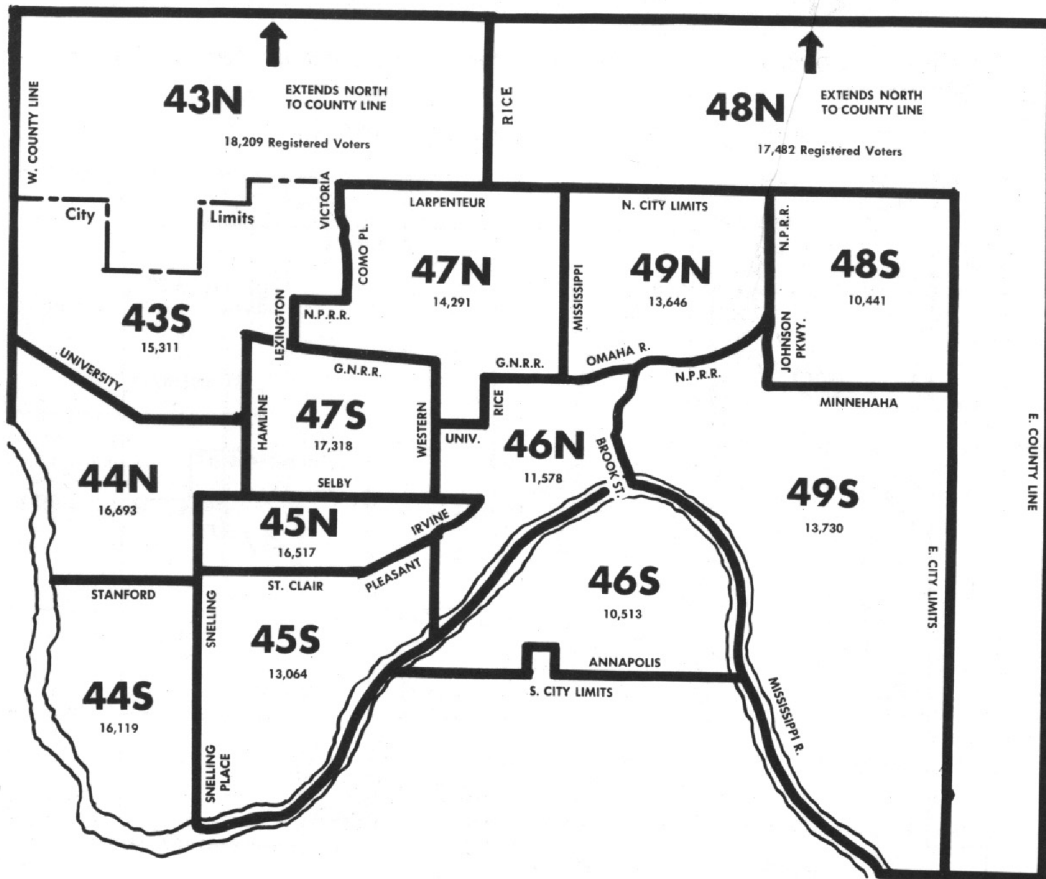 W. COUNTY LINE
43N
EXTENDS NORTH
TO COUNTY LINE
18,209 Registered Voters
RICE
48N
EXTENDS NORTH
TO COUNTY LINE
17,482 Registered Voters
City
Limits
VICTORIA
LARPENTEUR
COMO PL.
N. CITY LIMITS
N.P.R.R.
47N
14,291
MISSISSIPPI
49N
13,646
48S
10,441
43S
15,311
LEXINGTON
N.P.R.R.
JOHNSON
PKWY.
UNIVERSITY
G.N.R.R.
G.N.R.R.
OMAHA R.
N.P.R.R.
MINNEHAHA
HAMLINE
47S
17,318
WESTERN
RICE
UNIV.
46N
11,578
BROOK ST.
E. COUNTY LINE
44N
16,693
SELBY
49S
13,730
45N
16,517
IRVINE
PLEASANT
ST. CLAIR
STANFORD
SNELLING
46S
10,513
E. CITY LIMITS
45S
13,064
ANNAPOLIS
S. CITY LIMITS
44S
16,119
MISSISSIPPI R.
SNELLING
PLACE